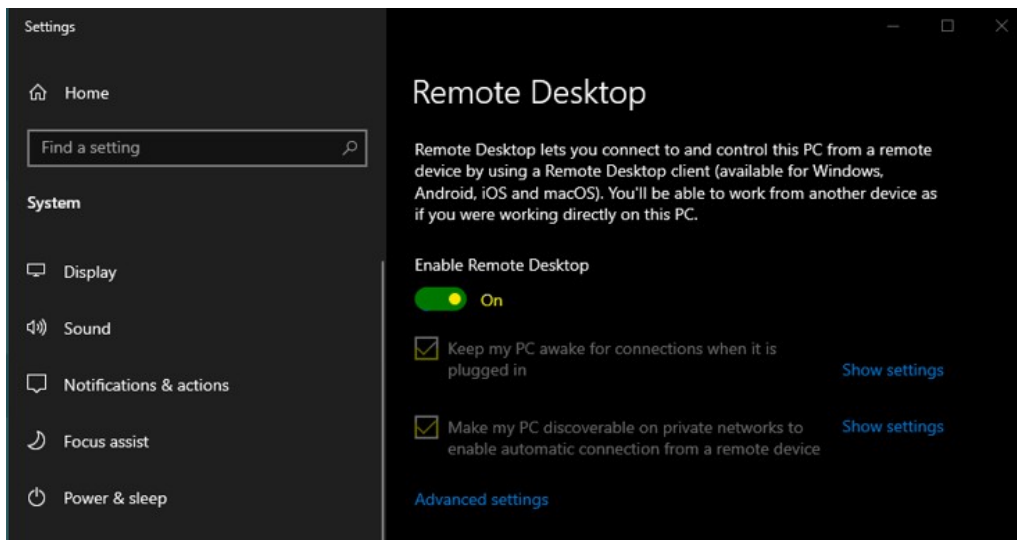 Settings
Home
Find a setting
System
Display
Sound
Notifications & actions
Focus assist
Power & sleep
Remote Desktop
Remote Desktop lets you connect to and control this PC from a remote
device by using a Remote Desktop client (available for Windows,
Android, iOS and macOS). You'll be able to work from another device as
if you were working directly on this PC.
Enable Remote Desktop
On
Keep my PC awake for connections when it is
plugged in
Show settings
Make my PC discoverable on private networks to
enable automatic connection from a remote device
Show settings
Advanced settings